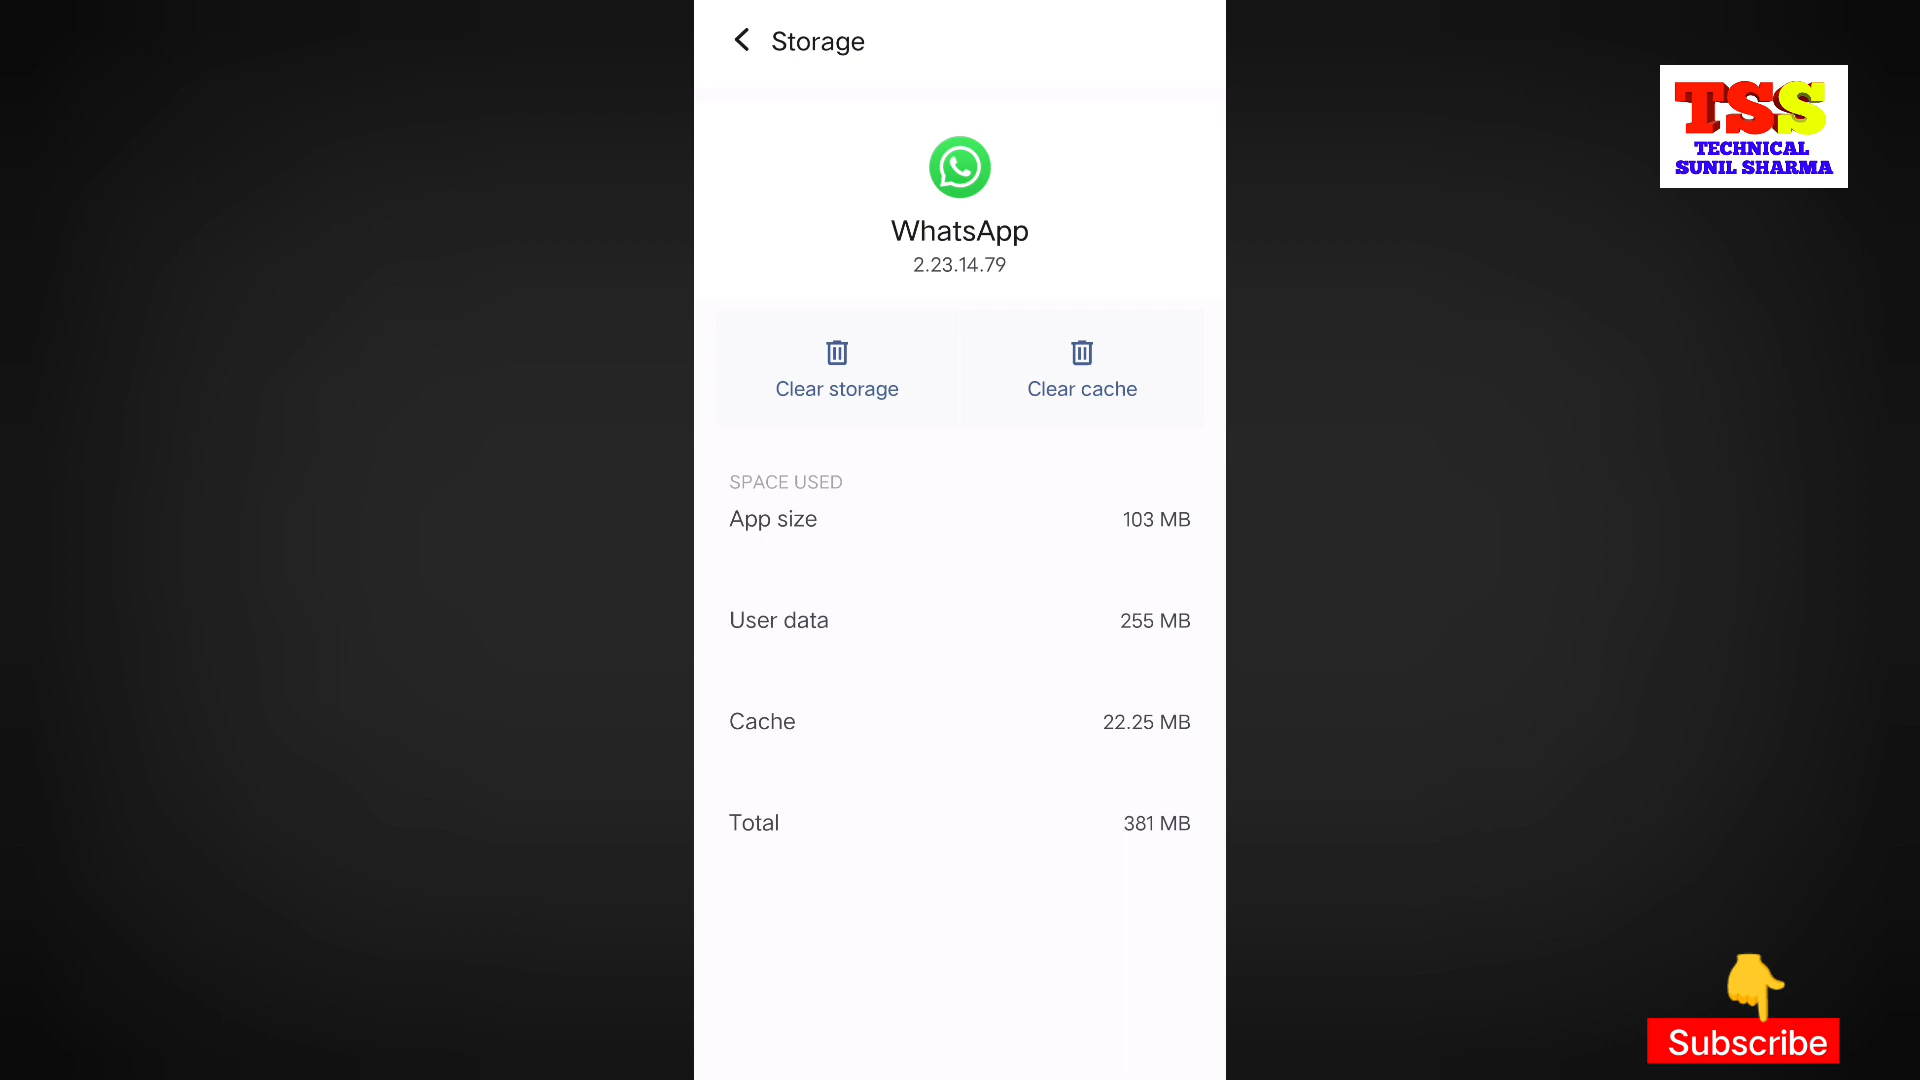 Storage
TSS
TECHNICAL
SUNIL SHARMA
WhatsApp
2.23.14.79
Clear storage
Clear cache
SPACE USED
App size 103 MB
User data 255 MB
Cache 22.25 MB
Total 381 MB
Subscribe